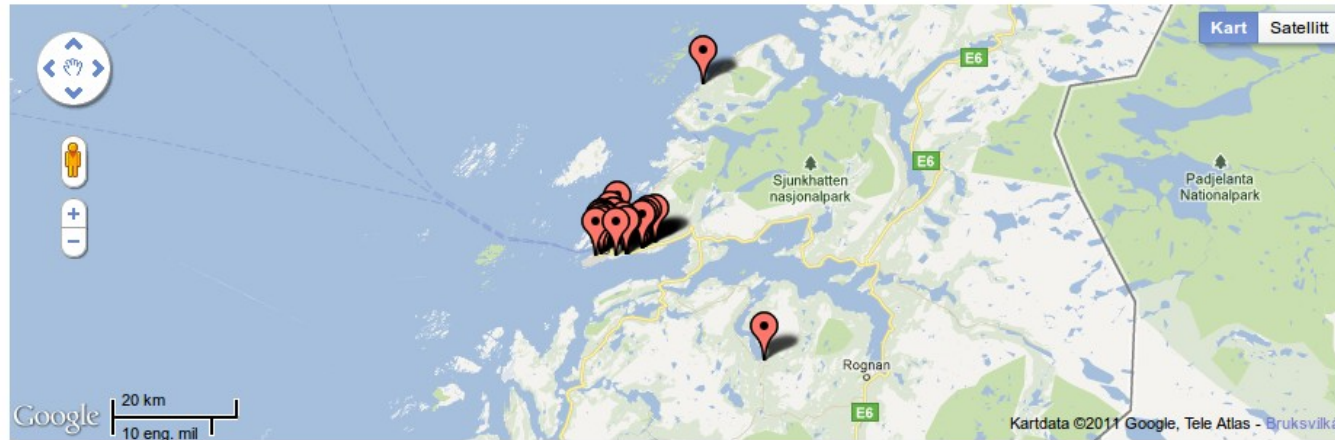 Kart Satellitt
E6
E6
Sjunkhatten
nasjonalpark
Padjelanta
Nationalpark
Rognan
E6
20 km
10 eng. mil
Google
Kartdata ©2011 Google, Tele Atlas - Bruksvilkå